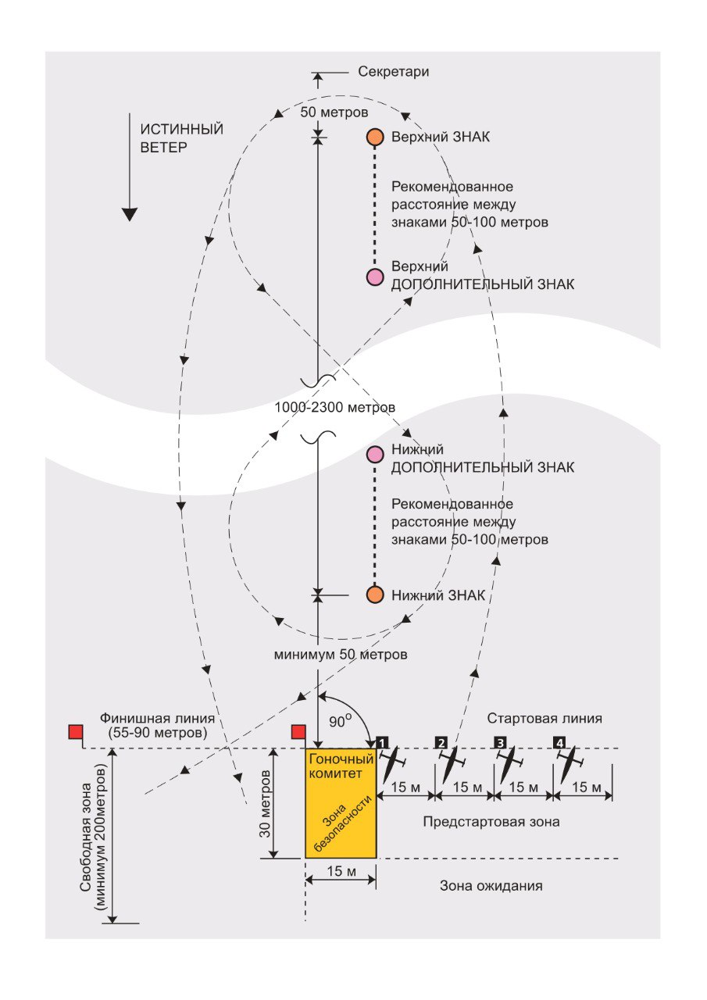 Секретари
50 метров
ИСТИННЫЙ
ВЕТЕР
Верхний ЗНАК
Рекомендованное
расстояние между
знаками 50-100 метров
Верхний
ДОПОЛНИТЕЛЬНЫЙ ЗНАК
1000-2300 метров
Нижний
ДОПОЛНИТЕЛЬНЫЙ ЗНАК
Рекомендованное
расстояние между
знаками 50-100 метров
Нижний ЗНАК
минимум 50 метров
90°
Финишная линия
(55-90 метров)
Стартовая линия
1 2 3 4
Гоночный
комитет
Зона
безопасности
15 м 15 м 15 м 15 м
30 метров
Предстартовая зона
Свободная зона
(минимум 200метров)
15 м
Зона ожидания